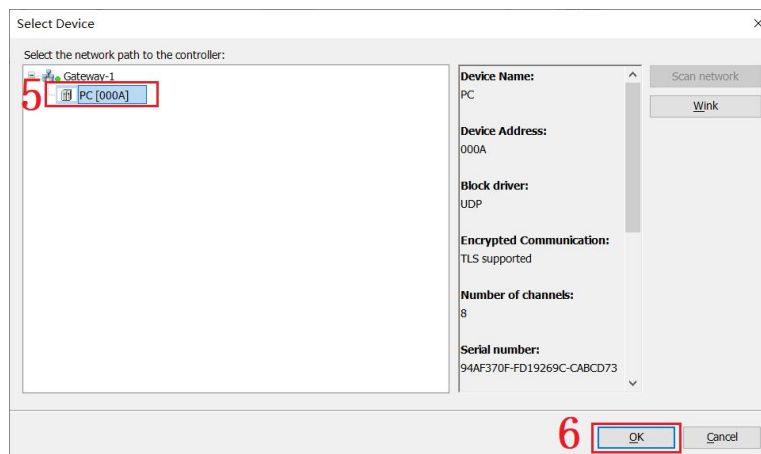 Select Device
Select the network path to the controller:
Gateway-1
5
PC [000A]
Device Name:
PC
Device Address:
000A
Block driver:
UDP
Encrypted Communication:
TLS supported
Number of channels:
8
Serial number:
94AF370F-FD19269C-CABCD73
Scan network
Wink
6
OK
Cancel